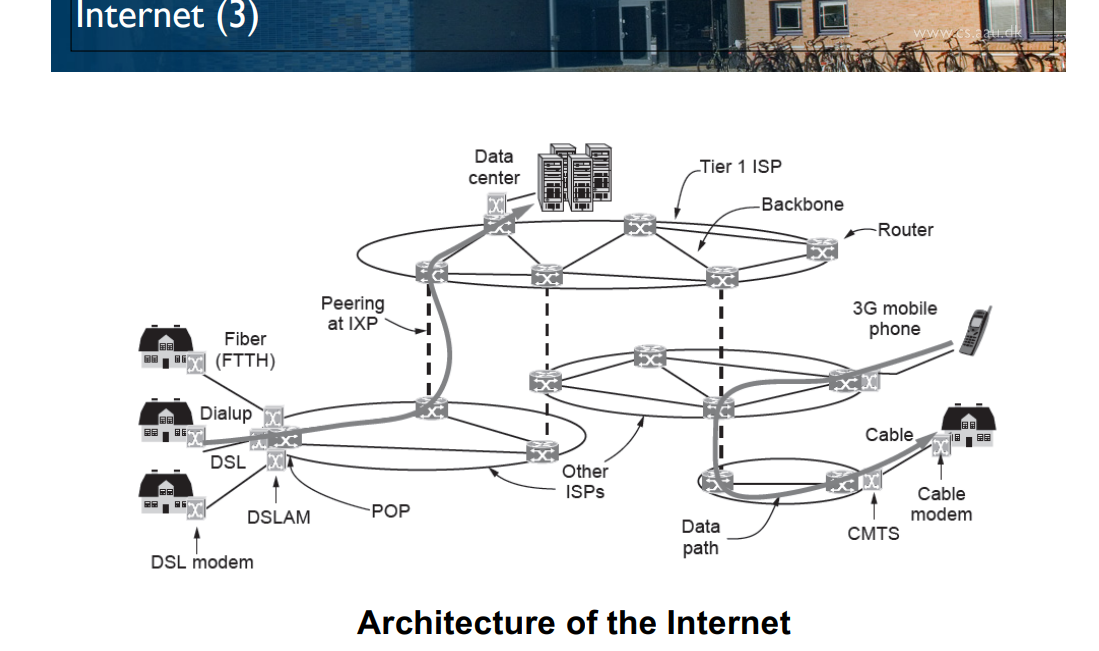 Internet (3)
www.cs.aau.dk
Data
center
Tier 1 ISP
Backbone
Router
Peering
at IXP
3G mobile
phone
Fiber
(FTTH)
Dialup
DSL
Cable
Other
ISPs
DSLAM
POP
Cable
modem
Data
path
CMTS
DSL modem
Architecture of the Internet